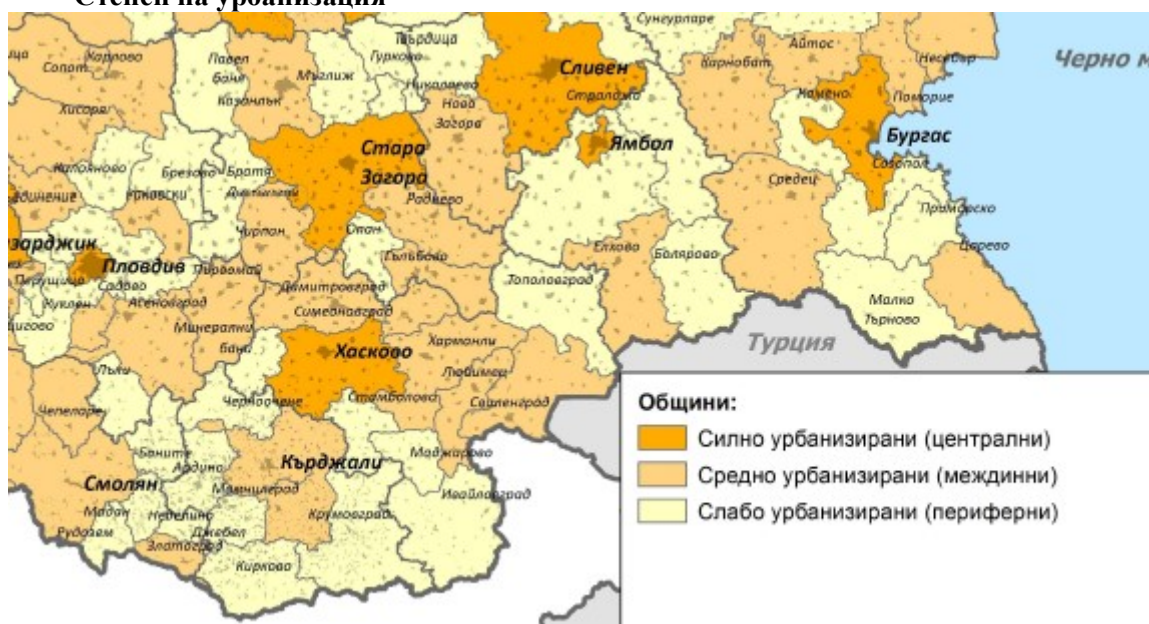 Степен на урбанизация
Сунгурларе
Твърдица
Гурково
Айтос
Карлово
Сопот
Павел
баня
Мъглиж
Николаево
Сливен
Карнобат
Несебър
Черно м
Казанлък
Нова
Загора
Стралджа
Камено
Поморие
Хисаря
Ямбол
Бургас
Стара
Загора
Созопол
Калояново
Брезово
Братя
Даскалови
Средец
Раковски
Раднево
единение
Приморско
Чирпан
Опан
Елхово
Болярово
Царево
азарджик
Пловдив
Първомай
Гълъбово
Перущица
Садово
Тополовград
Куклен
Асеновград
Димитровград
Малко
Търново
Симеоновград
Минерални
бани
Турция
Хасково
Харманли
Лъки
Любимец
Чепеларе
Черноочене
Стамболово
Свиленград
Общини:
Силно урбанизирани (централни)
Баните
Ардино
Кърджали
Маджарово
Средно урбанизирани (междинни)
Смолян
Момчилград
Ивайловград
Слабо урбанизирани (периферни)
Мадан
Неделино
Крумовград
Рудозем
Джебел
Златоград
Кирково